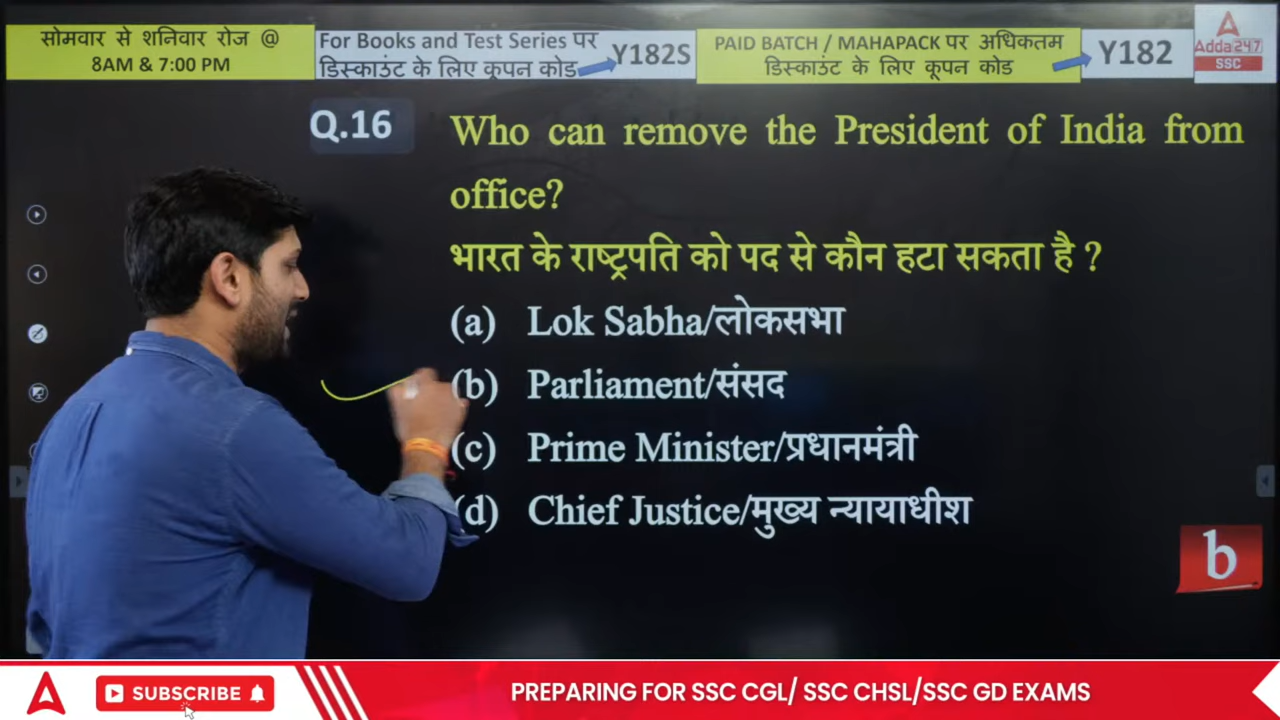 सोमवार से शनिवार रोज @
8AM & 7:00 PM
For Books and Test Series पर
डिस्काउंट के लिए कूपन कोड
Y182S
PAID BATCH / MAHAPACK पर अधिकतम
डिस्काउंट के लिए कूपन कोड
Y182
Adda247
SSC
Q.16
Who can remove the President of India from
office?
भारत के राष्ट्रपति को पद से कौन हटा सकता है ?
(a) Lok Sabha/लोकसभा
(b) Parliament/संसद
(c) Prime Minister/प्रधानमंत्री
(d) Chief Justice/मुख्य न्यायाधीश
b
SUBSCRIBE
PREPARING FOR SSC CGL/ SSC CHSL/SSC GD EXAMS